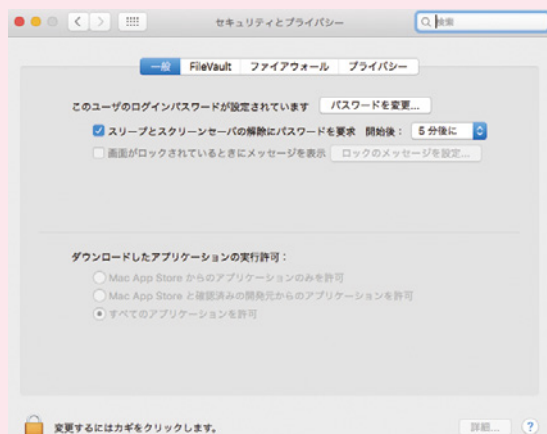 セキュリティとプライバシー
検索
一般 FileVault ファイアウォール プライバシー
このユーザのログインパスワードが設定されています パスワードを変更...
スリープとスクリーンセーバの解除にパスワードを要求 開始後： 5 分後に
画面がロックされているときにメッセージを表示 ロックのメッセージを設定...
ダウンロードしたアプリケーションの実行許可：
Mac App Store からのアプリケーションのみを許可
Mac App Store と確認済みの開発元からのアプリケーションを許可
すべてのアプリケーションを許可
変更するにはカギをクリックします。 詳細... ?